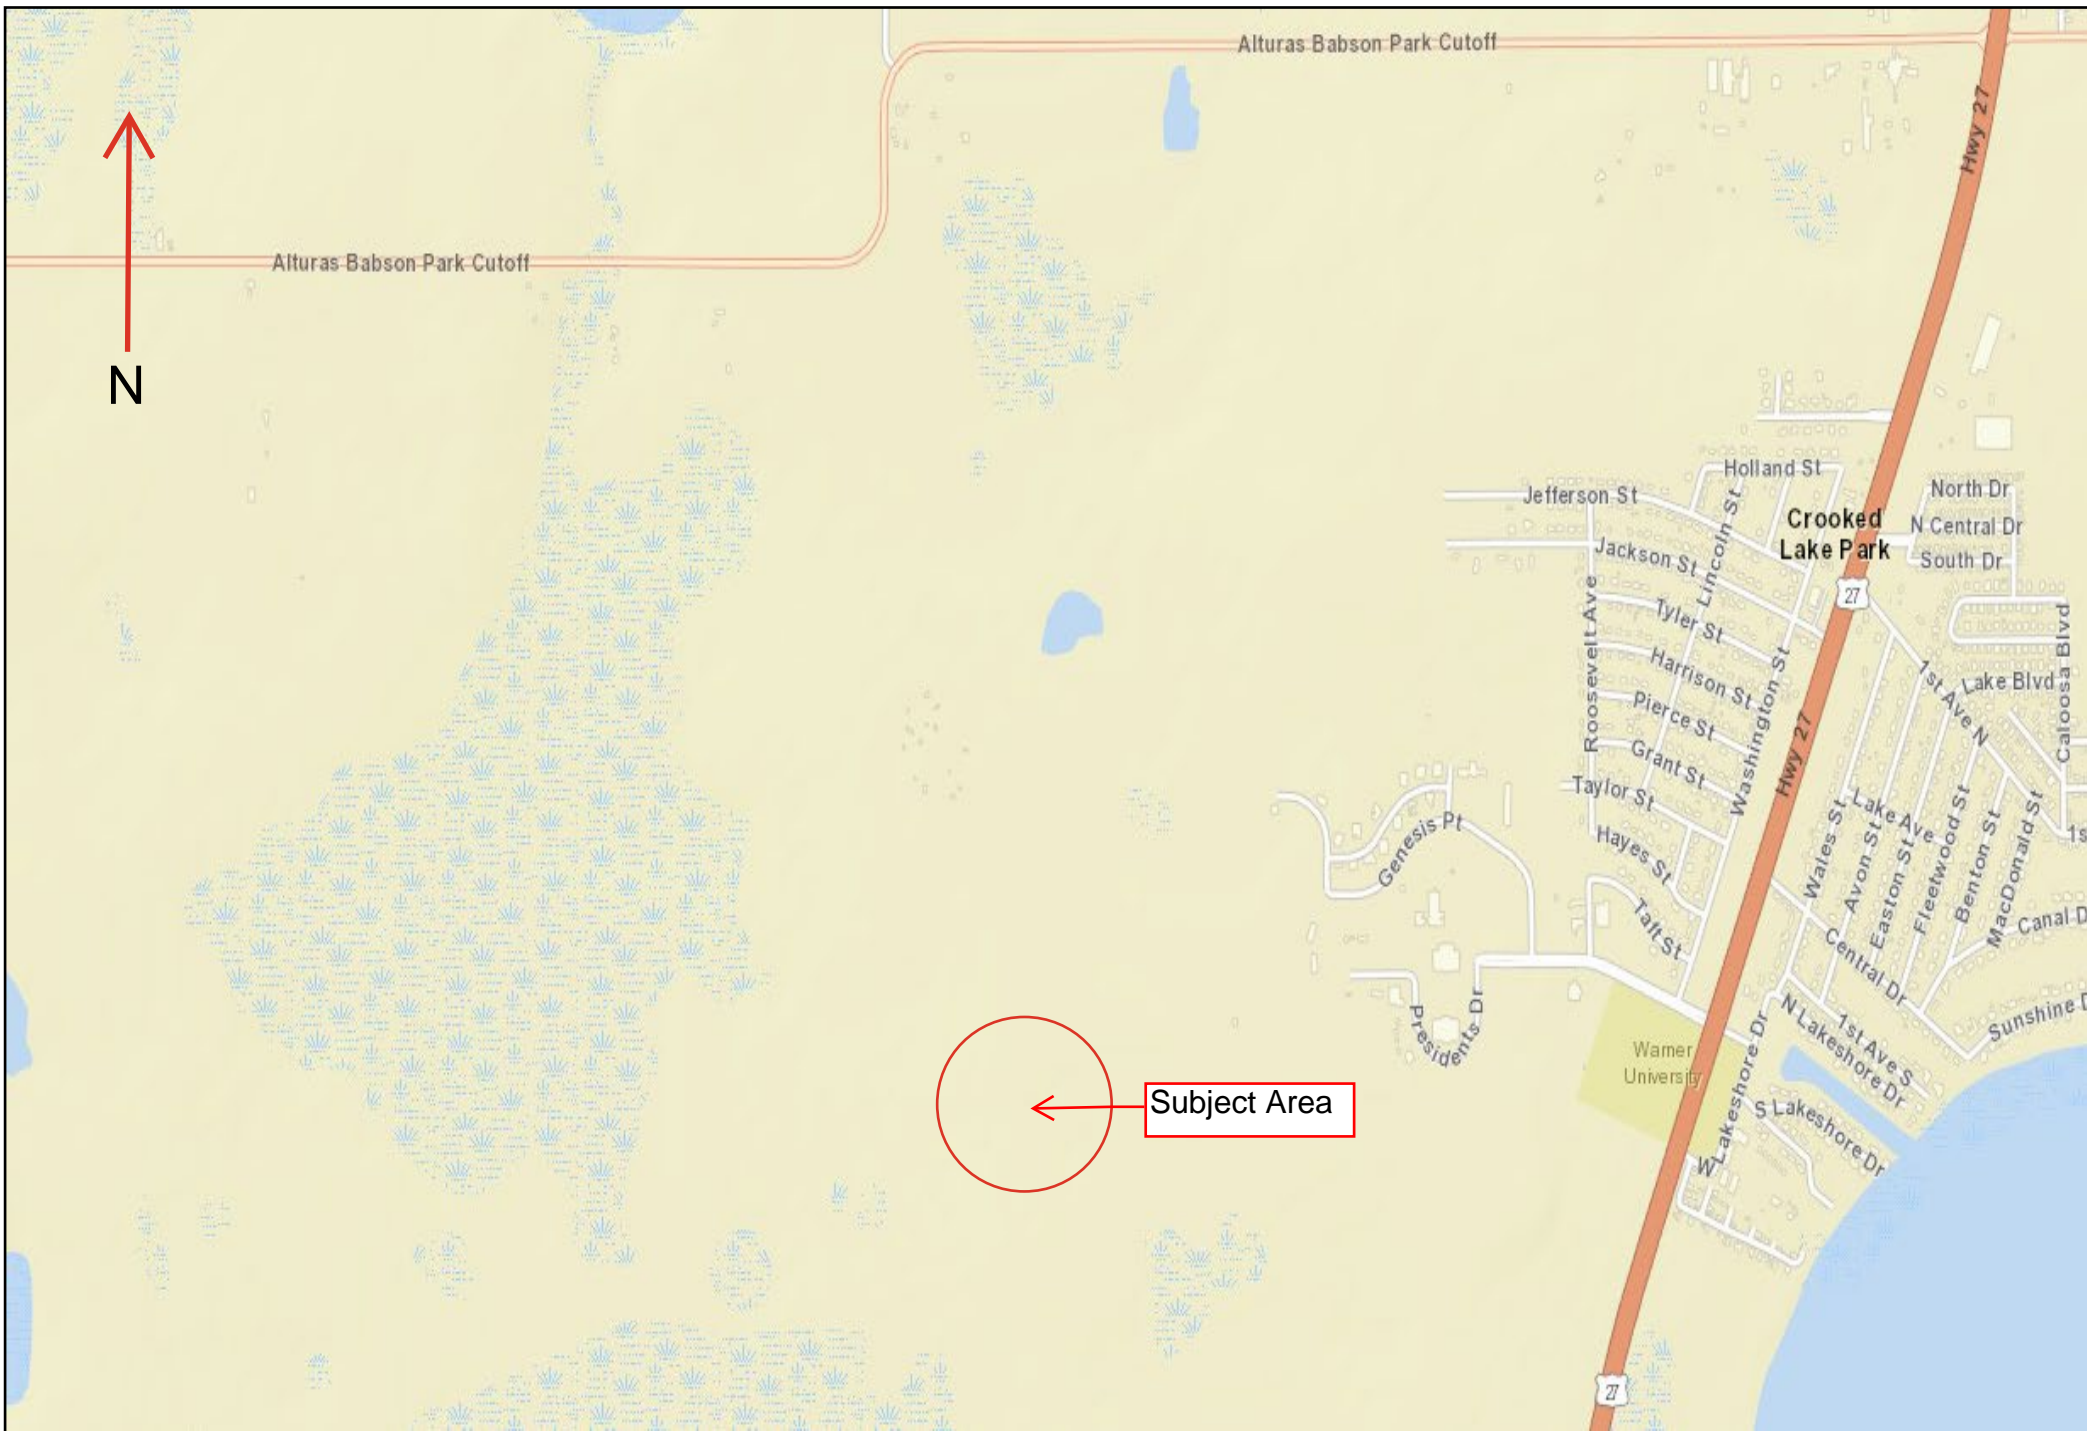 Alturas Babson Park Cutoff
Hwy 27
Alturas Babson Park Cutoff
N
Holland St
Jefferson St
North Dr
Crooked
Lake Park
N Central Dr
South Dr
Jackson St
Lincoln St
27
Tyler St
Roosevelt Ave
Caloosa Blvd
Harrison St
1st Ave N
Lake Blvd
Pierce St
Washington St
Grant St
Hwy 27
Taylor St
Lake Ave
Genesis Pt
Hayes St
Wales St
Avon St
Easton St
Fleetwood St
Benton St
MacDonald St
1s
Taft St
Canal D
Central Dr
Presidents Dr
N Lakeshore Dr
1st Ave S
Sunshine D
Warner
University
Subject Area
W Lakeshore Dr
S Lakeshore Dr
27